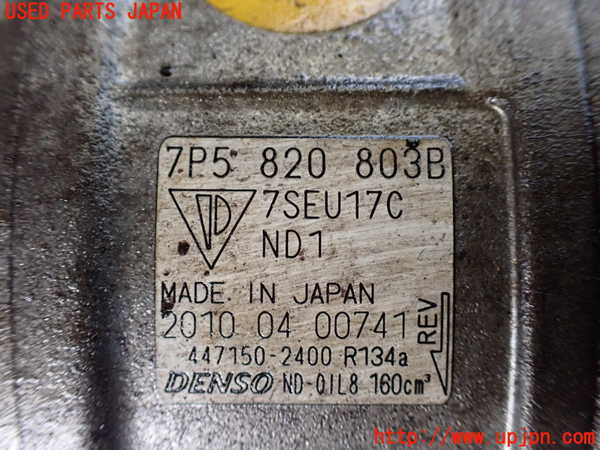 USED PARTS JAPAN
7P5 820 803B
7SEU17C
ND1
MADE IN JAPAN
2010 04 00741
REV
447150-2400 R134a
DENSO ND-OIL8 160cm³
http://www.upjpn.com